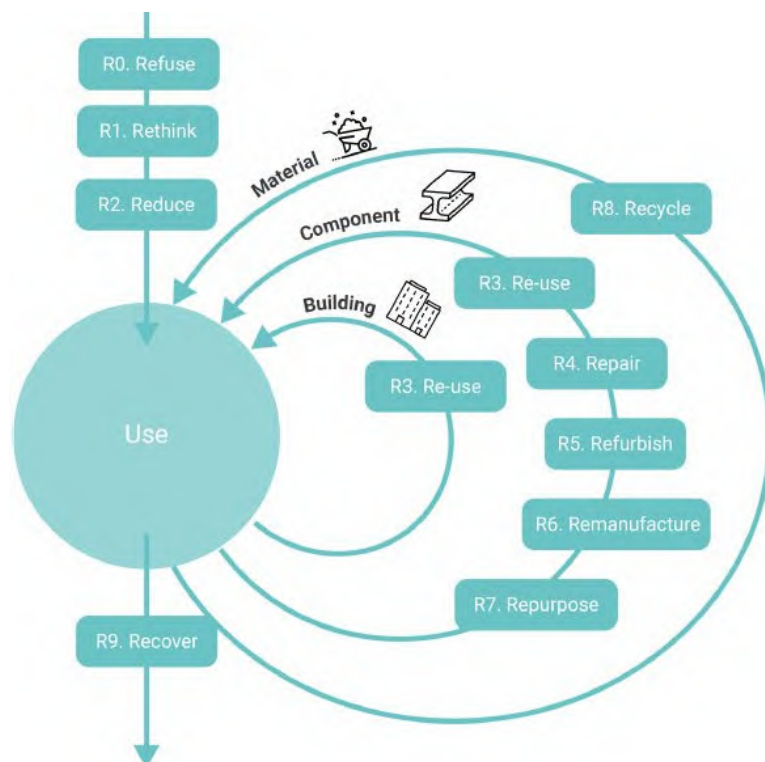 R0. Refuse
R1. Rethink
R2. Reduce
Material
R8. Recycle
Component
R3. Re-use
Building
R4. Repair
R3. Re-use
Use
R5. Refurbish
R6. Remanufacture
R7. Repurpose
R9. Recover